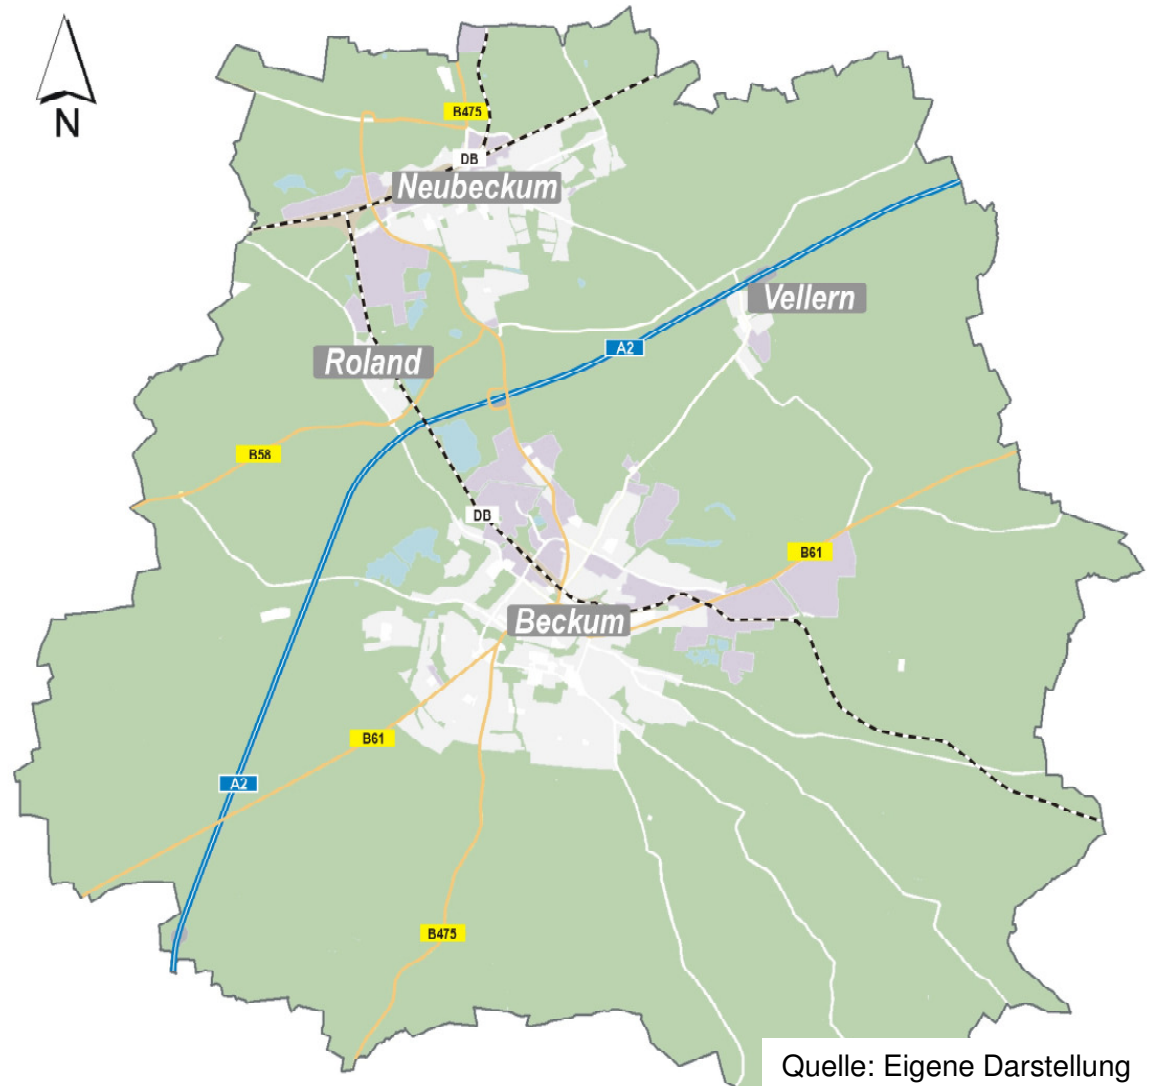 N
B475
DB
Neubeckum
Vellern
A2
Roland
B58
DB
B61
Beckum
B61
A2
B475
Quelle: Eigene Darstellung